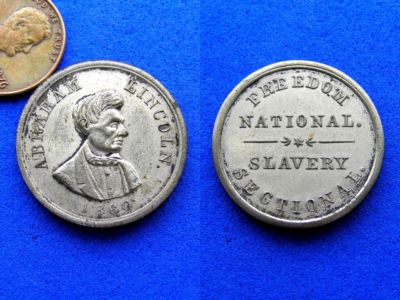 ABRAHAM LINCOLN.
1860
FREEDOM
NATIONAL.
SLAVERY
SECTIONAL.